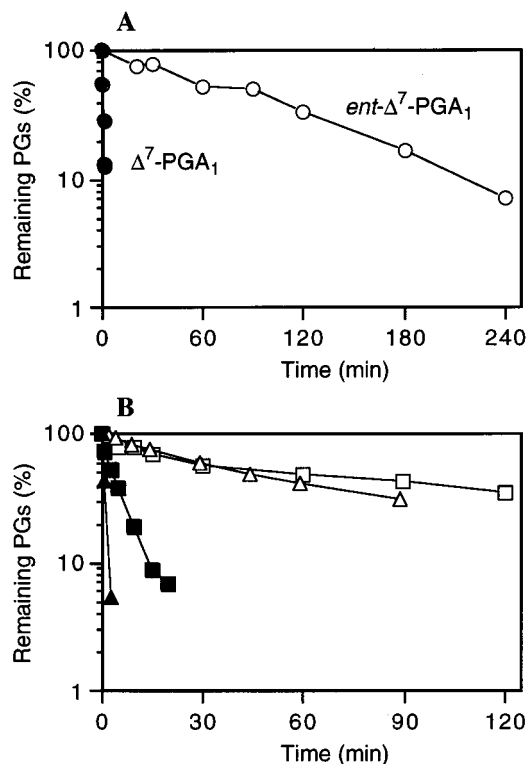 A
Remaining PGs (%)
100
10
1
ent-Δ⁷-PGA₁
Δ⁷-PGA₁
0 60 120 180 240
Time (min)
B
Remaining PGs (%)
100
10
1
0 30 60 90 120
Time (min)